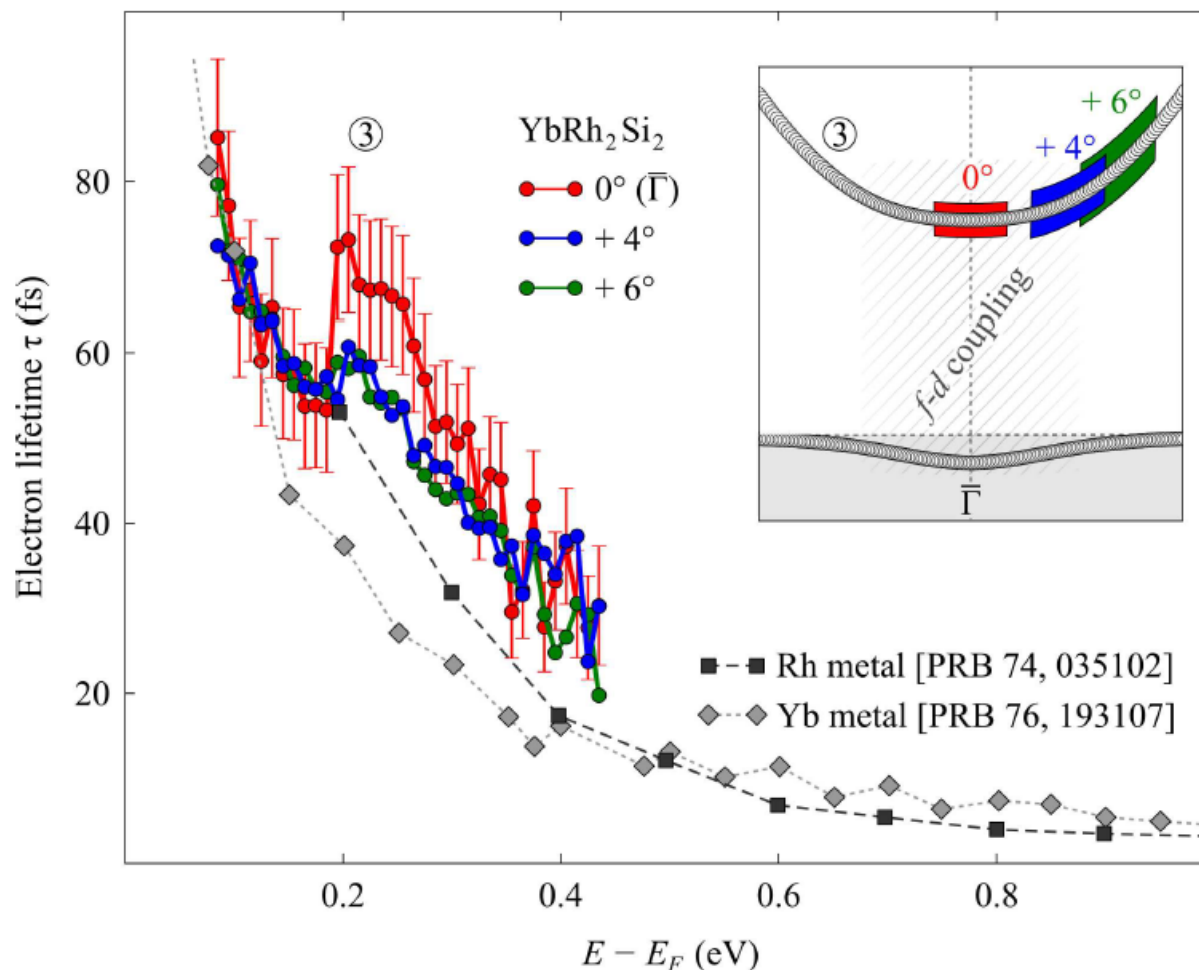 Electron lifetime τ (fs)
80
60
40
20
0.2
0.4
0.6
0.8
E − E_F (eV)
③
YbRh₂Si₂
0° (Γ̅)
+ 4°
+ 6°
③
0°
+ 4°
+ 6°
f-d coupling
Γ̅
Rh metal [PRB 74, 035102]
Yb metal [PRB 76, 193107]